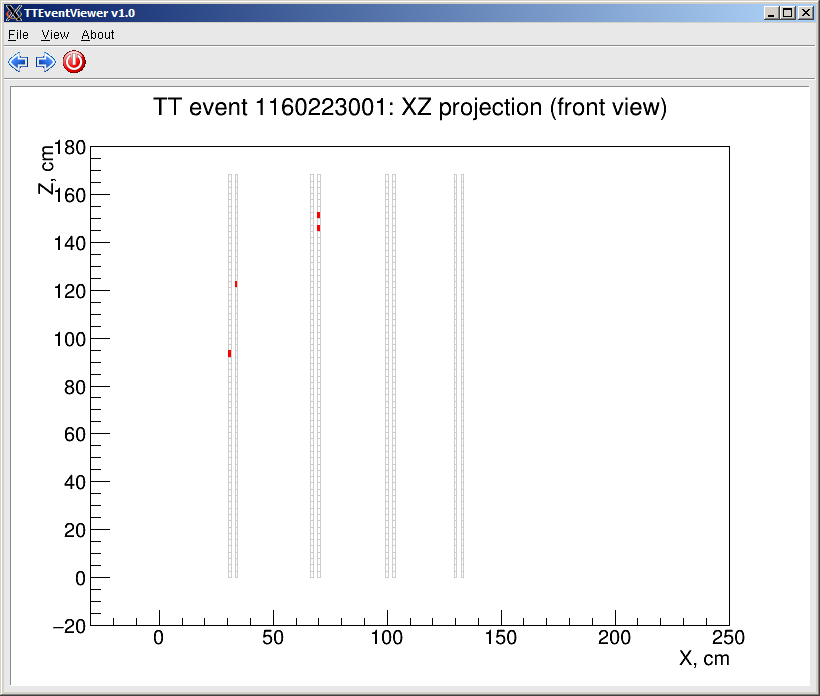 TTEventViewer v1.0
File View About
TT event 1160223001: XZ projection (front view)
Z, cm
180
160
140
120
100
80
60
40
20
0
−20
0 50 100 150 200 250
X, cm